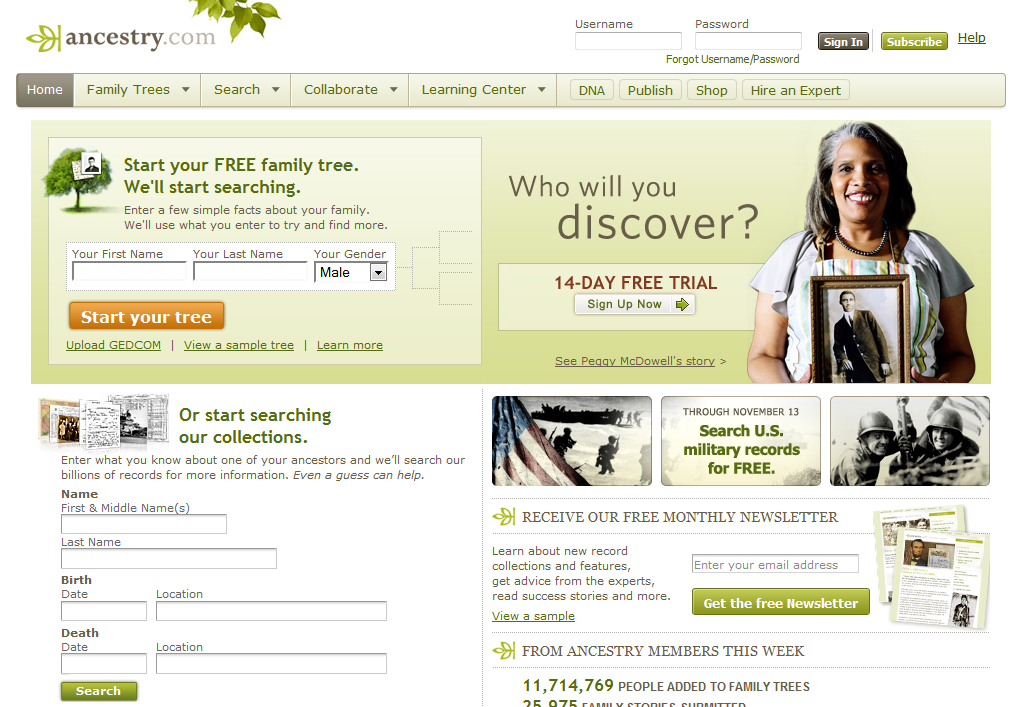 ancestry.com
Username
Password
Sign In
Subscribe
Help
Forgot Username/Password
Home
Family Trees
Search
Collaborate
Learning Center
DNA
Publish
Shop
Hire an Expert
Start your FREE family tree.
We'll start searching.
Enter a few simple facts about your family.
We'll use what you enter to try and find more.
Your First Name
Your Last Name
Your Gender
Male
Start your tree
Upload GEDCOM | View a sample tree | Learn more
Who will you
discover?
14-DAY FREE TRIAL
Sign Up Now
See Peggy McDowell's story >
Or start searching
our collections.
Enter what you know about one of your ancestors and we'll search our
billions of records for more information. Even a guess can help.
Name
First & Middle Name(s)
Last Name
Birth
Date
Location
Death
Date
Location
Search
THROUGH NOVEMBER 13
Search U.S.
military records
for FREE.
RECEIVE OUR FREE MONTHLY NEWSLETTER
Learn about new record
collections and features,
get advice from the experts,
read success stories and more.
View a sample
Enter your email address
Get the free Newsletter
FROM ANCESTRY MEMBERS THIS WEEK
11,714,769 PEOPLE ADDED TO FAMILY TREES
25,975 FAMILY STORIES SUBMITTED